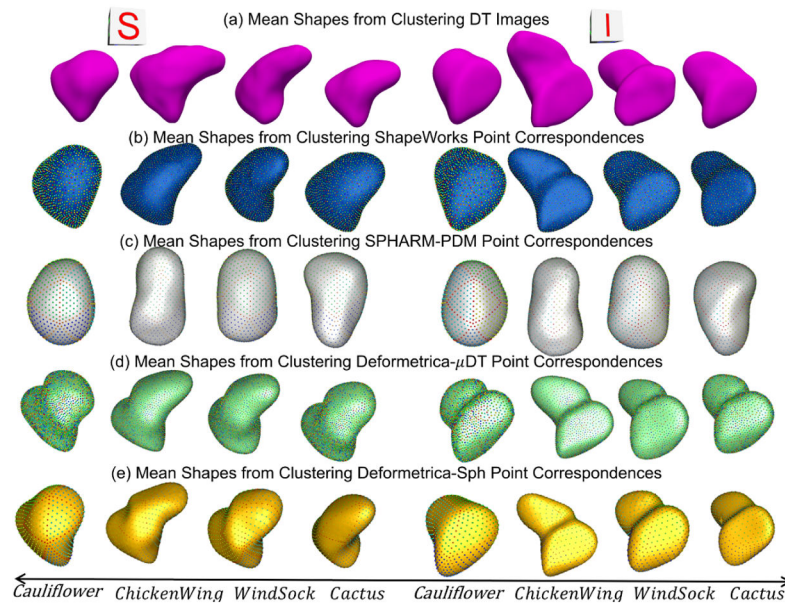 (a) Mean Shapes from Clustering DT Images
S
I
(b) Mean Shapes from Clustering ShapeWorks Point Correspondences
(c) Mean Shapes from Clustering SPHARM-PDM Point Correspondences
(d) Mean Shapes from Clustering Deformetrica-μDT Point Correspondences
(e) Mean Shapes from Clustering Deformetrica-Sph Point Correspondences
Cauliflower ChickenWing WindSock Cactus Cauliflower ChickenWing WindSock Cactus